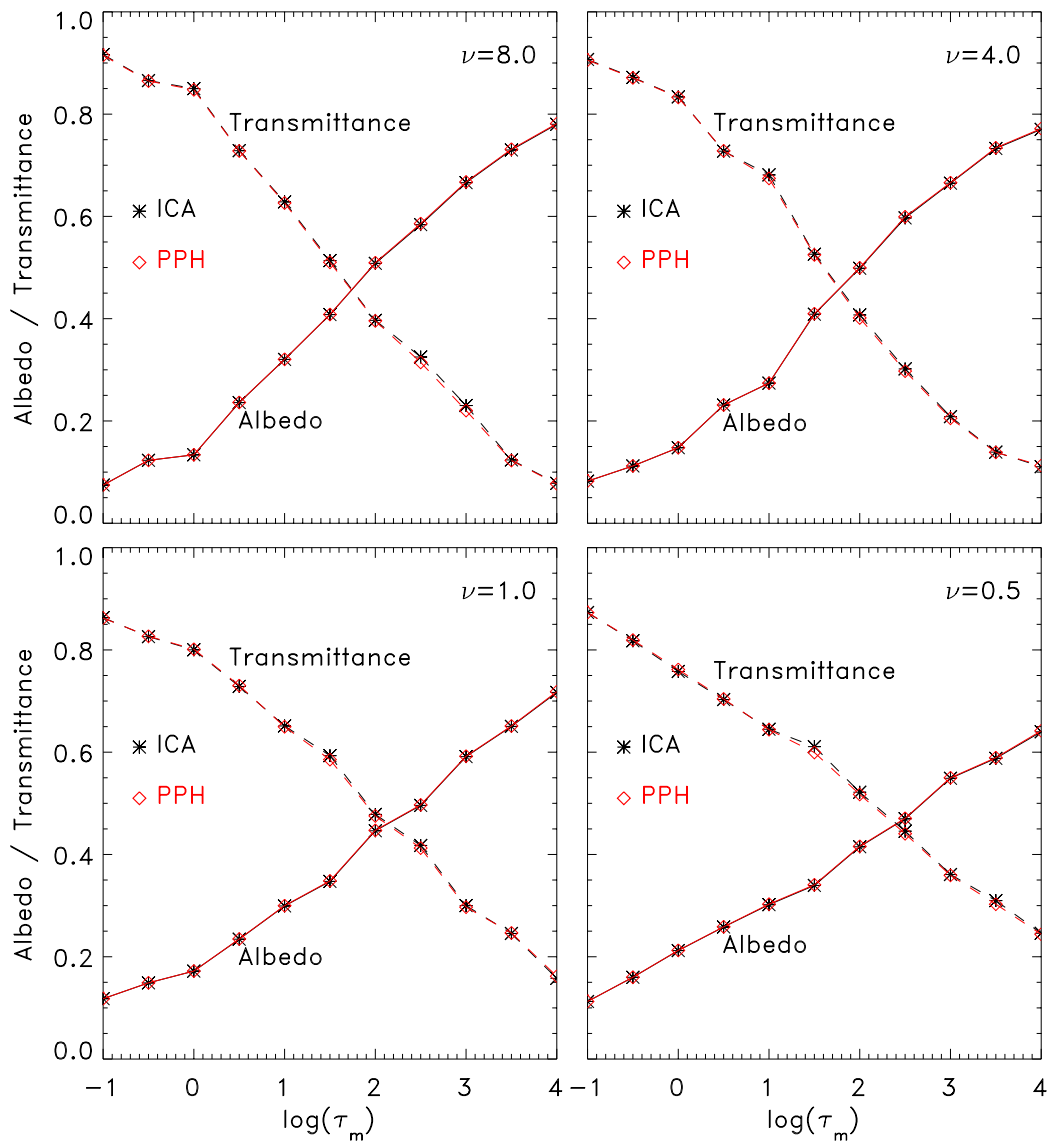 1.0
0.8
0.6
0.4
0.2
0.0
Albedo / Transmittance
ν=8.0
Transmittance
✳ ICA
◇ PPH
Albedo
ν=4.0
Transmittance
✳ ICA
◇ PPH
Albedo
1.0
0.8
0.6
0.4
0.2
0.0
Albedo / Transmittance
ν=1.0
Transmittance
✳ ICA
◇ PPH
Albedo
ν=0.5
Transmittance
✳ ICA
◇ PPH
Albedo
−1 0 1 2 3 4
log(τm)
−1 0 1 2 3 4
log(τm)